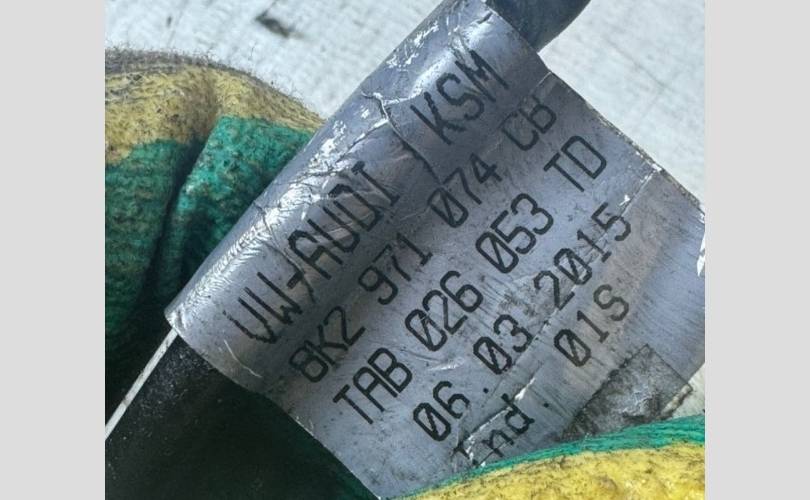 VW-AUDI / KSM
8K2 971 074 CB
TAB 026 053 TD
06.03.2015
Ind. 01S